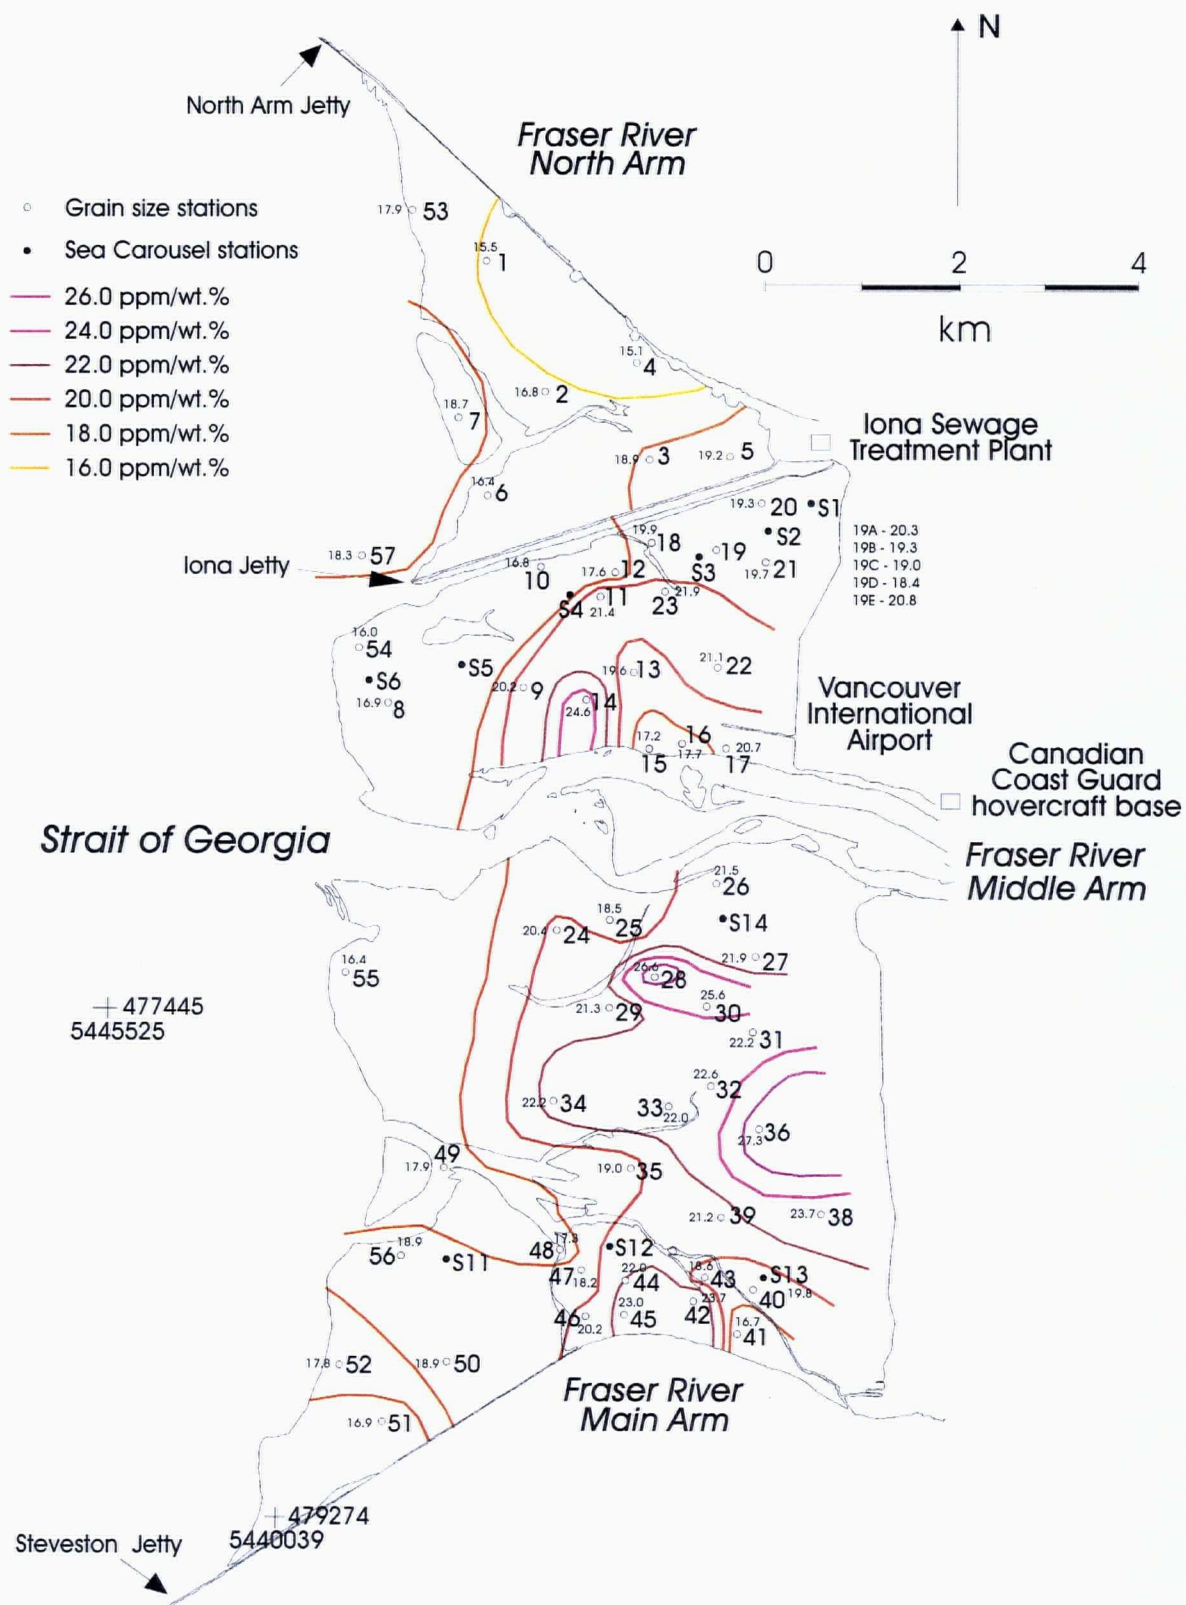 N
North Arm Jetty
Fraser River
North Arm
Grain size stations
Sea Carousel stations
26.0 ppm/wt.%
24.0 ppm/wt.%
22.0 ppm/wt.%
20.0 ppm/wt.%
18.0 ppm/wt.%
16.0 ppm/wt.%
0 2 4
km
17.9 53
15.5
1
15.1
4
16.8 2
18.7
7
Iona Sewage
Treatment Plant
18.9 3
19.2 5
16.4
6
19.3 20
S1
S2
19A - 20.3
19B - 19.3
19C - 19.0
19D - 18.4
19E - 20.8
19.9
18
19
S3
19.7 21
18.3 57
Iona Jetty
16.8
10
17.6 12
S4
11
21.4
23
21.9
16.0
54
S5
S6
16.9 8
20.2 9
19.6 13
21.1
22
14
24.6
Vancouver
International
Airport
17.2
15
16
17.7
17
20.7
Canadian
Coast Guard
hovercraft base
Strait of Georgia
Fraser River
Middle Arm
21.5
26
18.5
25
20.4 24
S14
21.9 27
16.4
55
26.6
28
477445
5445525
21.3 29
25.6
30
22.2 31
22.6
32
22.2 34
33
22.0
36
27.3
49
17.9
19.0 35
21.2 39
23.7 38
18.9
56
S11
17.3
48
S12
47
18.2
22.0
44
18.6
43
S13
40
19.8
46
20.2
23.0
45
23.7
42
16.7
41
17.8 52
18.9 50
Fraser River
Main Arm
16.9 51
479274
5440039
Steveston Jetty